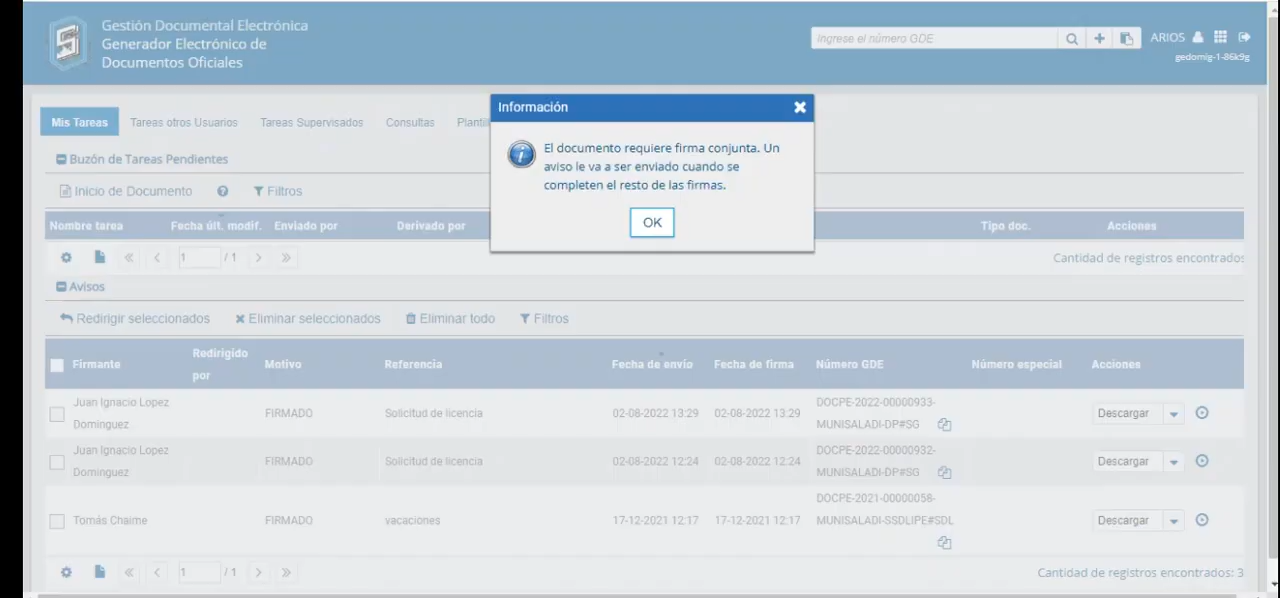 Gestión Documental Electrónica
Generador Electrónico de
Documentos Oficiales
Ingrese el número GDE
ARIOS
gedomig-1-86k9g
Información
Mis Tareas
Tareas otros Usuarios
Tareas Supervisados
Consultas
Plantill
El documento requiere firma conjunta. Un
aviso le va a ser enviado cuando se
completen el resto de las firmas.
OK
Buzón de Tareas Pendientes
Inicio de Documento
Filtros
Nombre tarea
Fecha últ. modif.
Enviado por
Derivado por
Tipo doc.
Acciones
1 / 1
Cantidad de registros encontrados
Avisos
Redirigir seleccionados
Eliminar seleccionados
Eliminar todo
Filtros
Firmante
Redirigido
por
Motivo
Referencia
Fecha de envío
Fecha de firma
Número GDE
Número especial
Acciones
Juan Ignacio Lopez
Dominguez
FIRMADO
Solicitud de licencia
02-08-2022 13:29
02-08-2022 13:29
DOCPE-2022-00000933-
MUNISALADI-DP#SG
Descargar
Juan Ignacio Lopez
Dominguez
FIRMADO
Solicitud de licencia
02-08-2022 12:24
02-08-2022 12:24
DOCPE-2022-00000932-
MUNISALADI-DP#SG
Descargar
Tomás Chaime
FIRMADO
vacaciones
17-12-2021 12:17
17-12-2021 12:17
DOCPE-2021-00000058-
MUNISALADI-SSDLIPE#SDL
Descargar
1 / 1
Cantidad de registros encontrados: 3